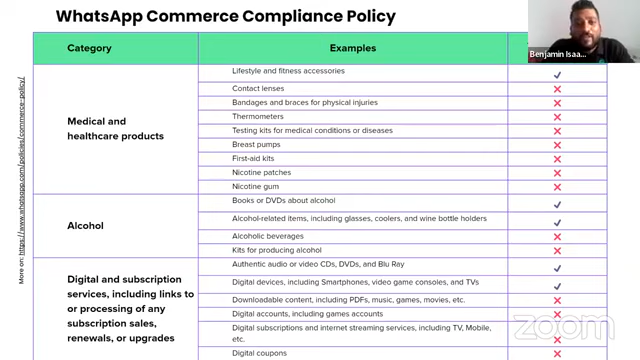 WhatsApp Commerce Compliance Policy
Category
Examples
Benjamin Isaa...
More on: https://www.whatsapp.com/policies/commerce-policy/
Medical and
healthcare products
Lifestyle and fitness accessories
Contact lenses
Bandages and braces for physical injuries
Thermometers
Testing kits for medical conditions or diseases
Breast pumps
First-aid kits
Nicotine patches
Nicotine gum
Alcohol
Books or DVDs about alcohol
Alcohol-related items, including glasses, coolers, and wine bottle holders
Alcoholic beverages
Kits for producing alcohol
Digital and subscription
services, including links to
or processing of any
subscription sales,
renewals, or upgrades
Authentic audio or video CDs, DVDs, and Blu Ray
Digital devices, including Smartphones, video game consoles, and TVs
Downloadable content, including PDFs, music, games, movies, etc.
Digital accounts, including games accounts
Digital subscriptions and internet streaming services, including TV, Mobile,
etc.
Digital coupons
zoom